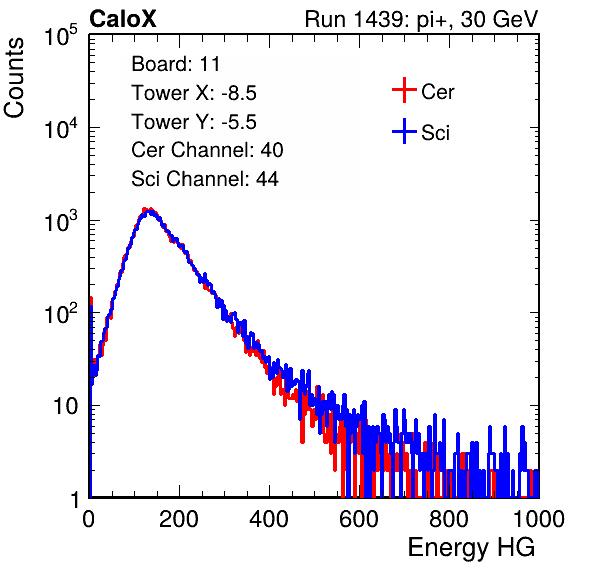 CaloX Run 1439: pi+, 30 GeV
Counts
10^5
10^4
10^3
10^2
10
1
Board: 11
Tower X: -8.5
Tower Y: -5.5
Cer Channel: 40
Sci Channel: 44
Cer
Sci
0 200 400 600 800 1000
Energy HG